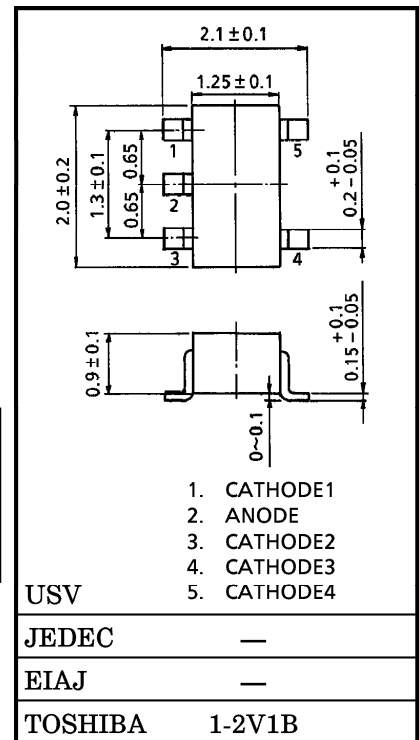 2.1±0.1
1.25±0.1
2.0±0.2
1.3±0.1
0.65
0.65
1
2
3
5
4
+0.1
0.2-0.05
0.9±0.1
+0.1
0.15-0.05
0~0.1
1. CATHODE1
2. ANODE
3. CATHODE2
4. CATHODE3
5. CATHODE4
USV
JEDEC —
EIAJ —
TOSHIBA 1-2V1B